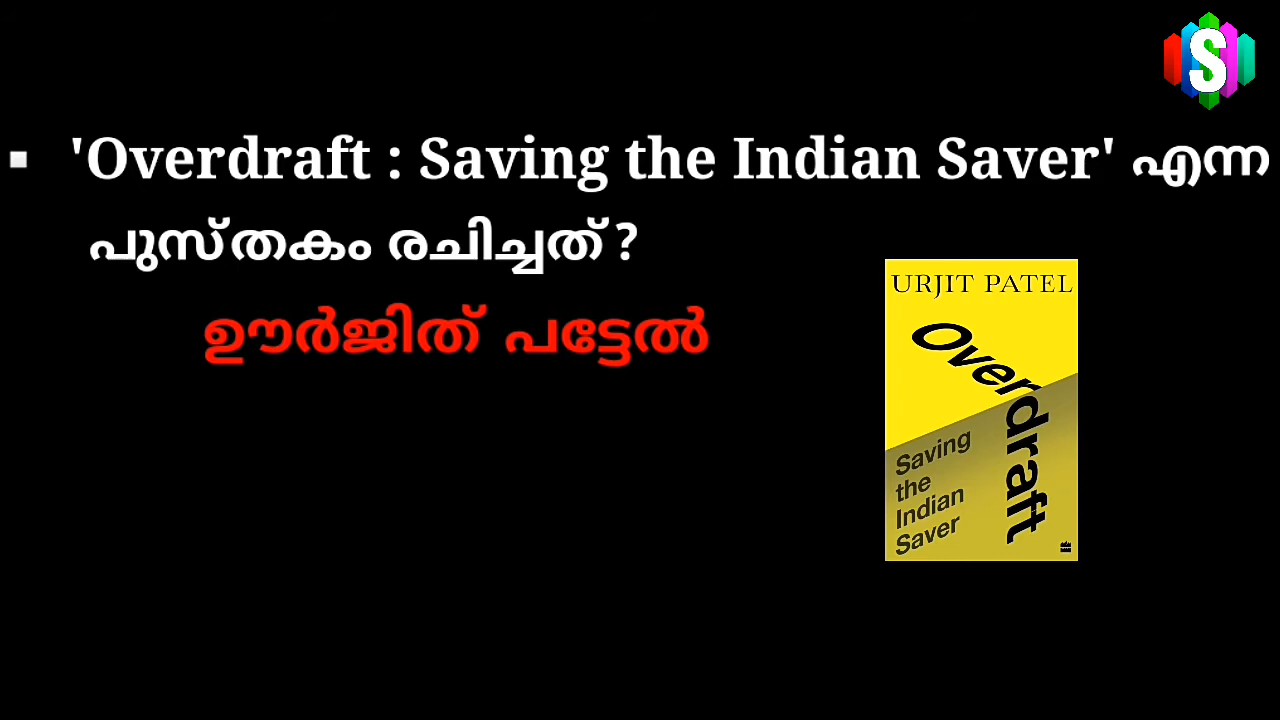 S
▪ 'Overdraft : Saving the Indian Saver' എന്ന
പുസ്തകം രചിച്ചത് ?
ഊർജിത് പട്ടേൽ
URJIT PATEL
Overdraft
Saving
the
Indian
Saver